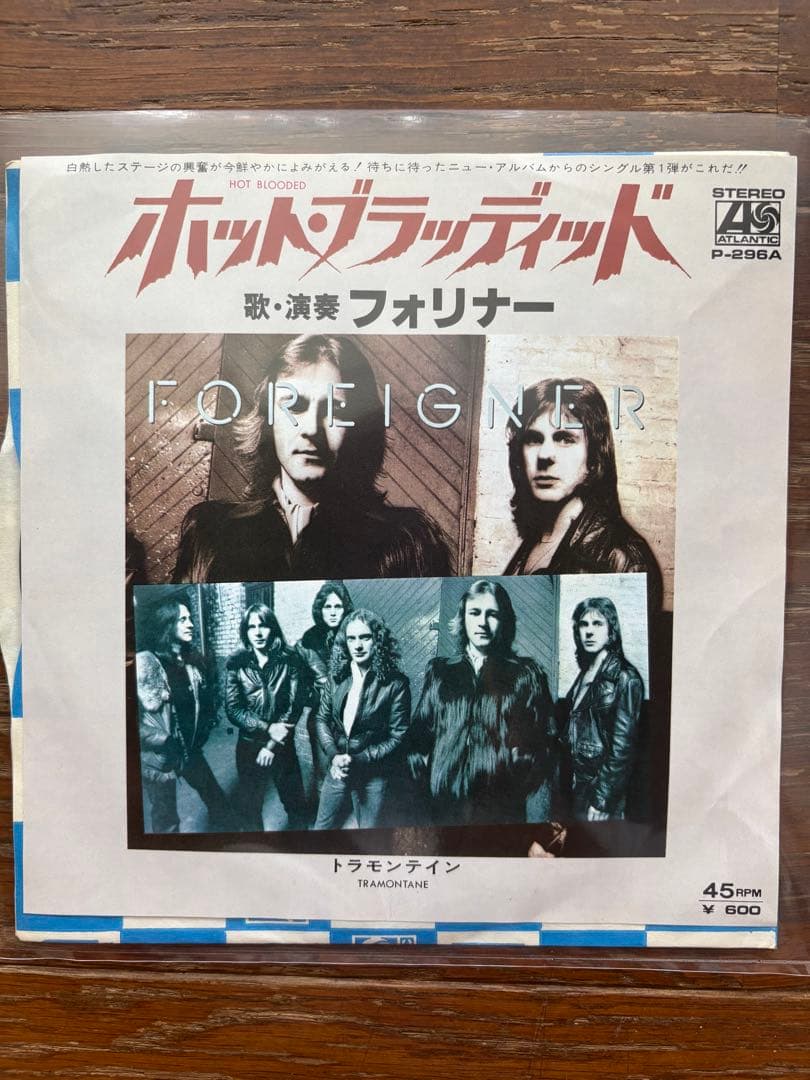 白熱したステージの興奮が今鮮やかによみがえる！待ちに待ったニュー・アルバムからのシングル第1弾がこれだ!!
HOT BLOODED
ホット・ブラッディッド
STEREO
ATLANTIC
P-296A
歌・演奏 フォリナー
FOREIGNER
トラモンテイン
TRAMONTANE
45RPM
¥ 600